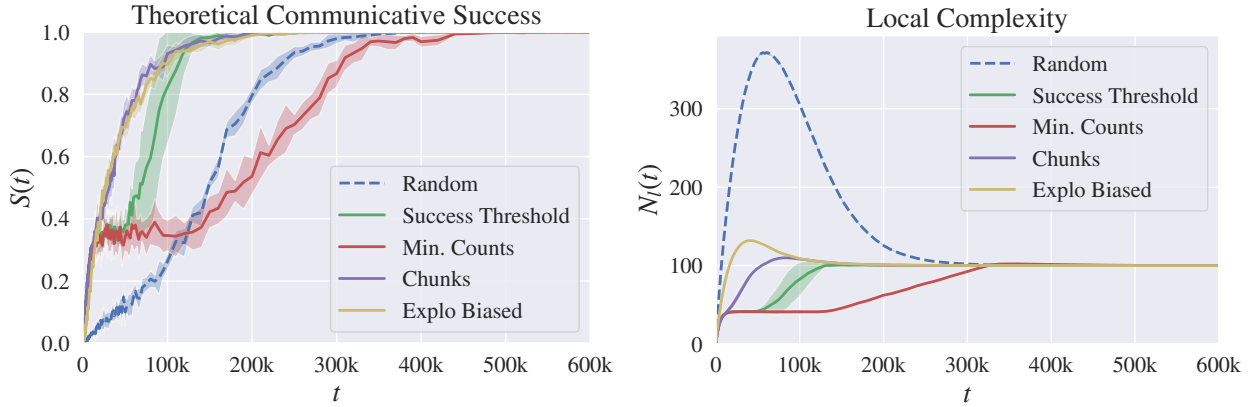 Theoretical Communicative Success
S(t)
1.0
0.8
0.6
0.4
0.2
0.0
Random
Success Threshold
Min. Counts
Chunks
Explo Biased
0
100k
200k
300k
400k
500k
600k
t
Local Complexity
N_l(t)
300
200
100
0
Random
Success Threshold
Min. Counts
Chunks
Explo Biased
0
100k
200k
300k
400k
500k
600k
t